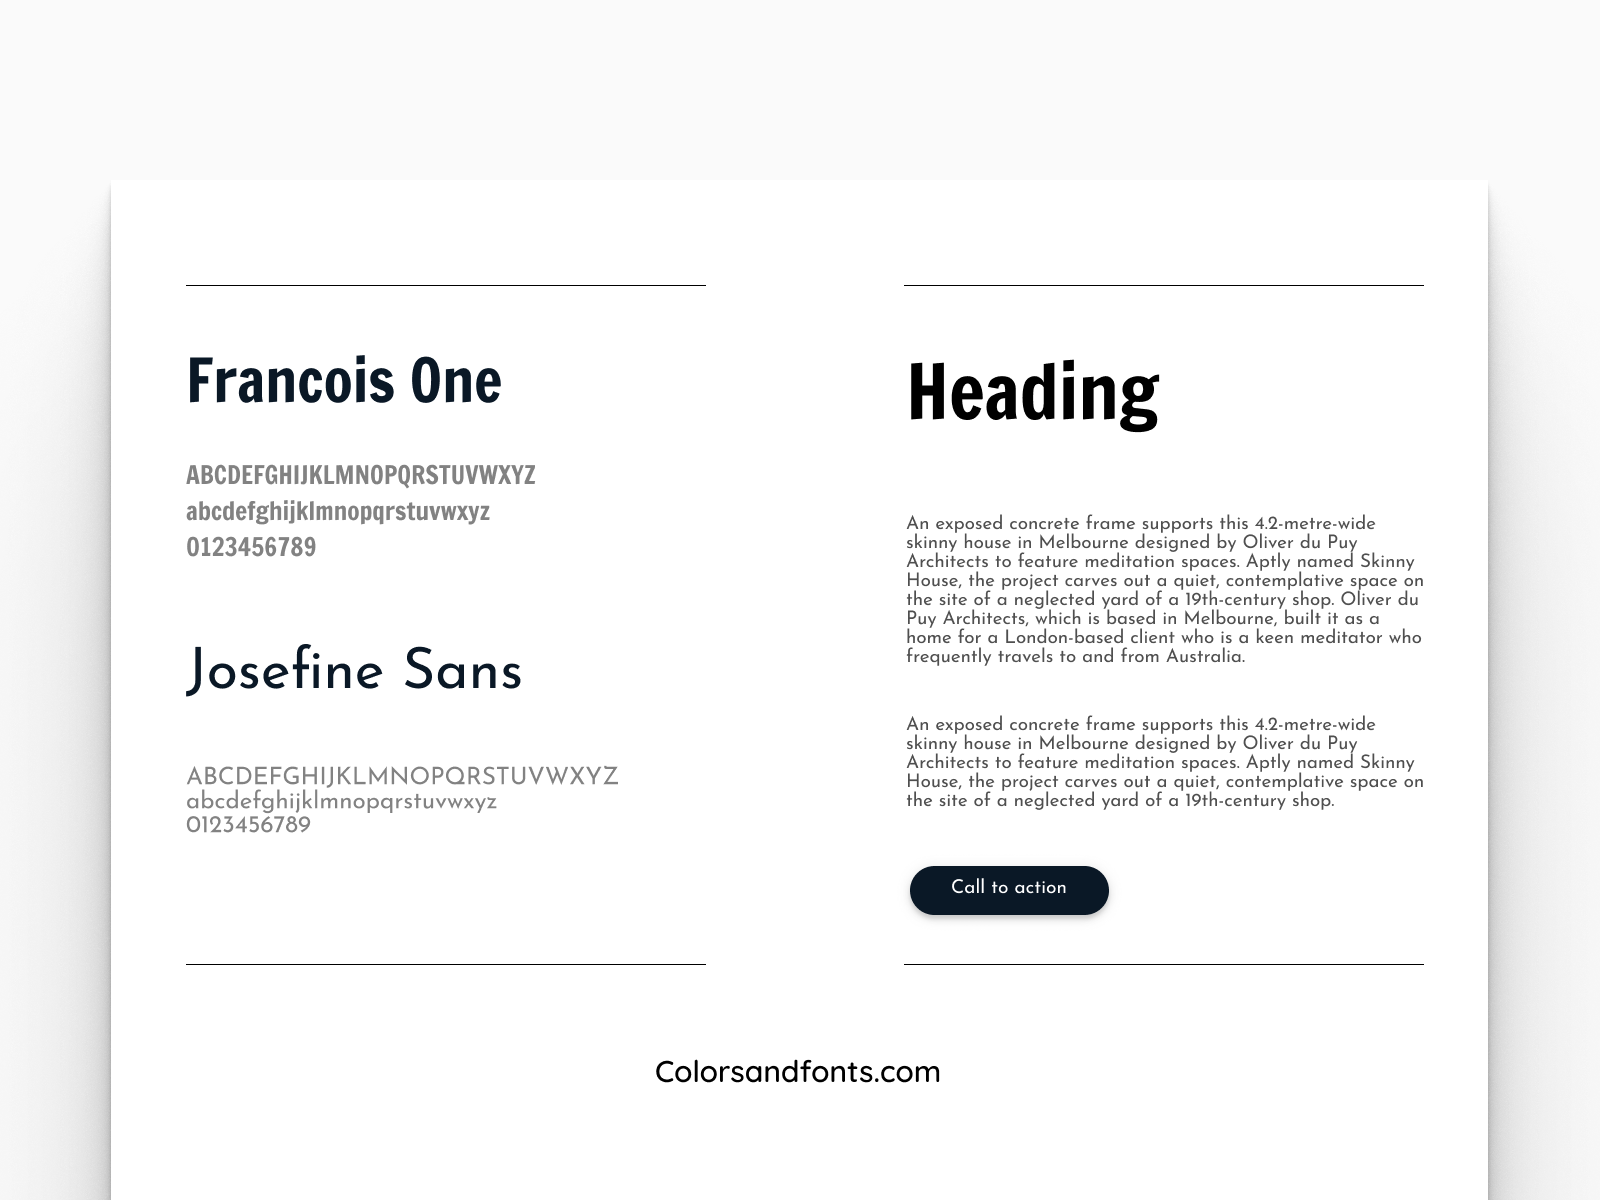 Francois One
ABCDEFGHIJKLMNOPQRSTUVWXYZ
abcdefghijklmnopqrstuvwxyz
0123456789
Josefine Sans
ABCDEFGHIJKLMNOPQRSTUVWXYZ
abcdefghijklmnopqrstuvwxyz
0123456789
Heading
An exposed concrete frame supports this 4.2-metre-wide
skinny house in Melbourne designed by Oliver du Puy
Architects to feature meditation spaces. Aptly named Skinny
House, the project carves out a quiet, contemplative space on
the site of a neglected yard of a 19th-century shop. Oliver du
Puy Architects, which is based in Melbourne, built it as a
home for a London-based client who is a keen meditator who
frequently travels to and from Australia.
An exposed concrete frame supports this 4.2-metre-wide
skinny house in Melbourne designed by Oliver du Puy
Architects to feature meditation spaces. Aptly named Skinny
House, the project carves out a quiet, contemplative space on
the site of a neglected yard of a 19th-century shop.
Call to action
Colorsandfonts.com